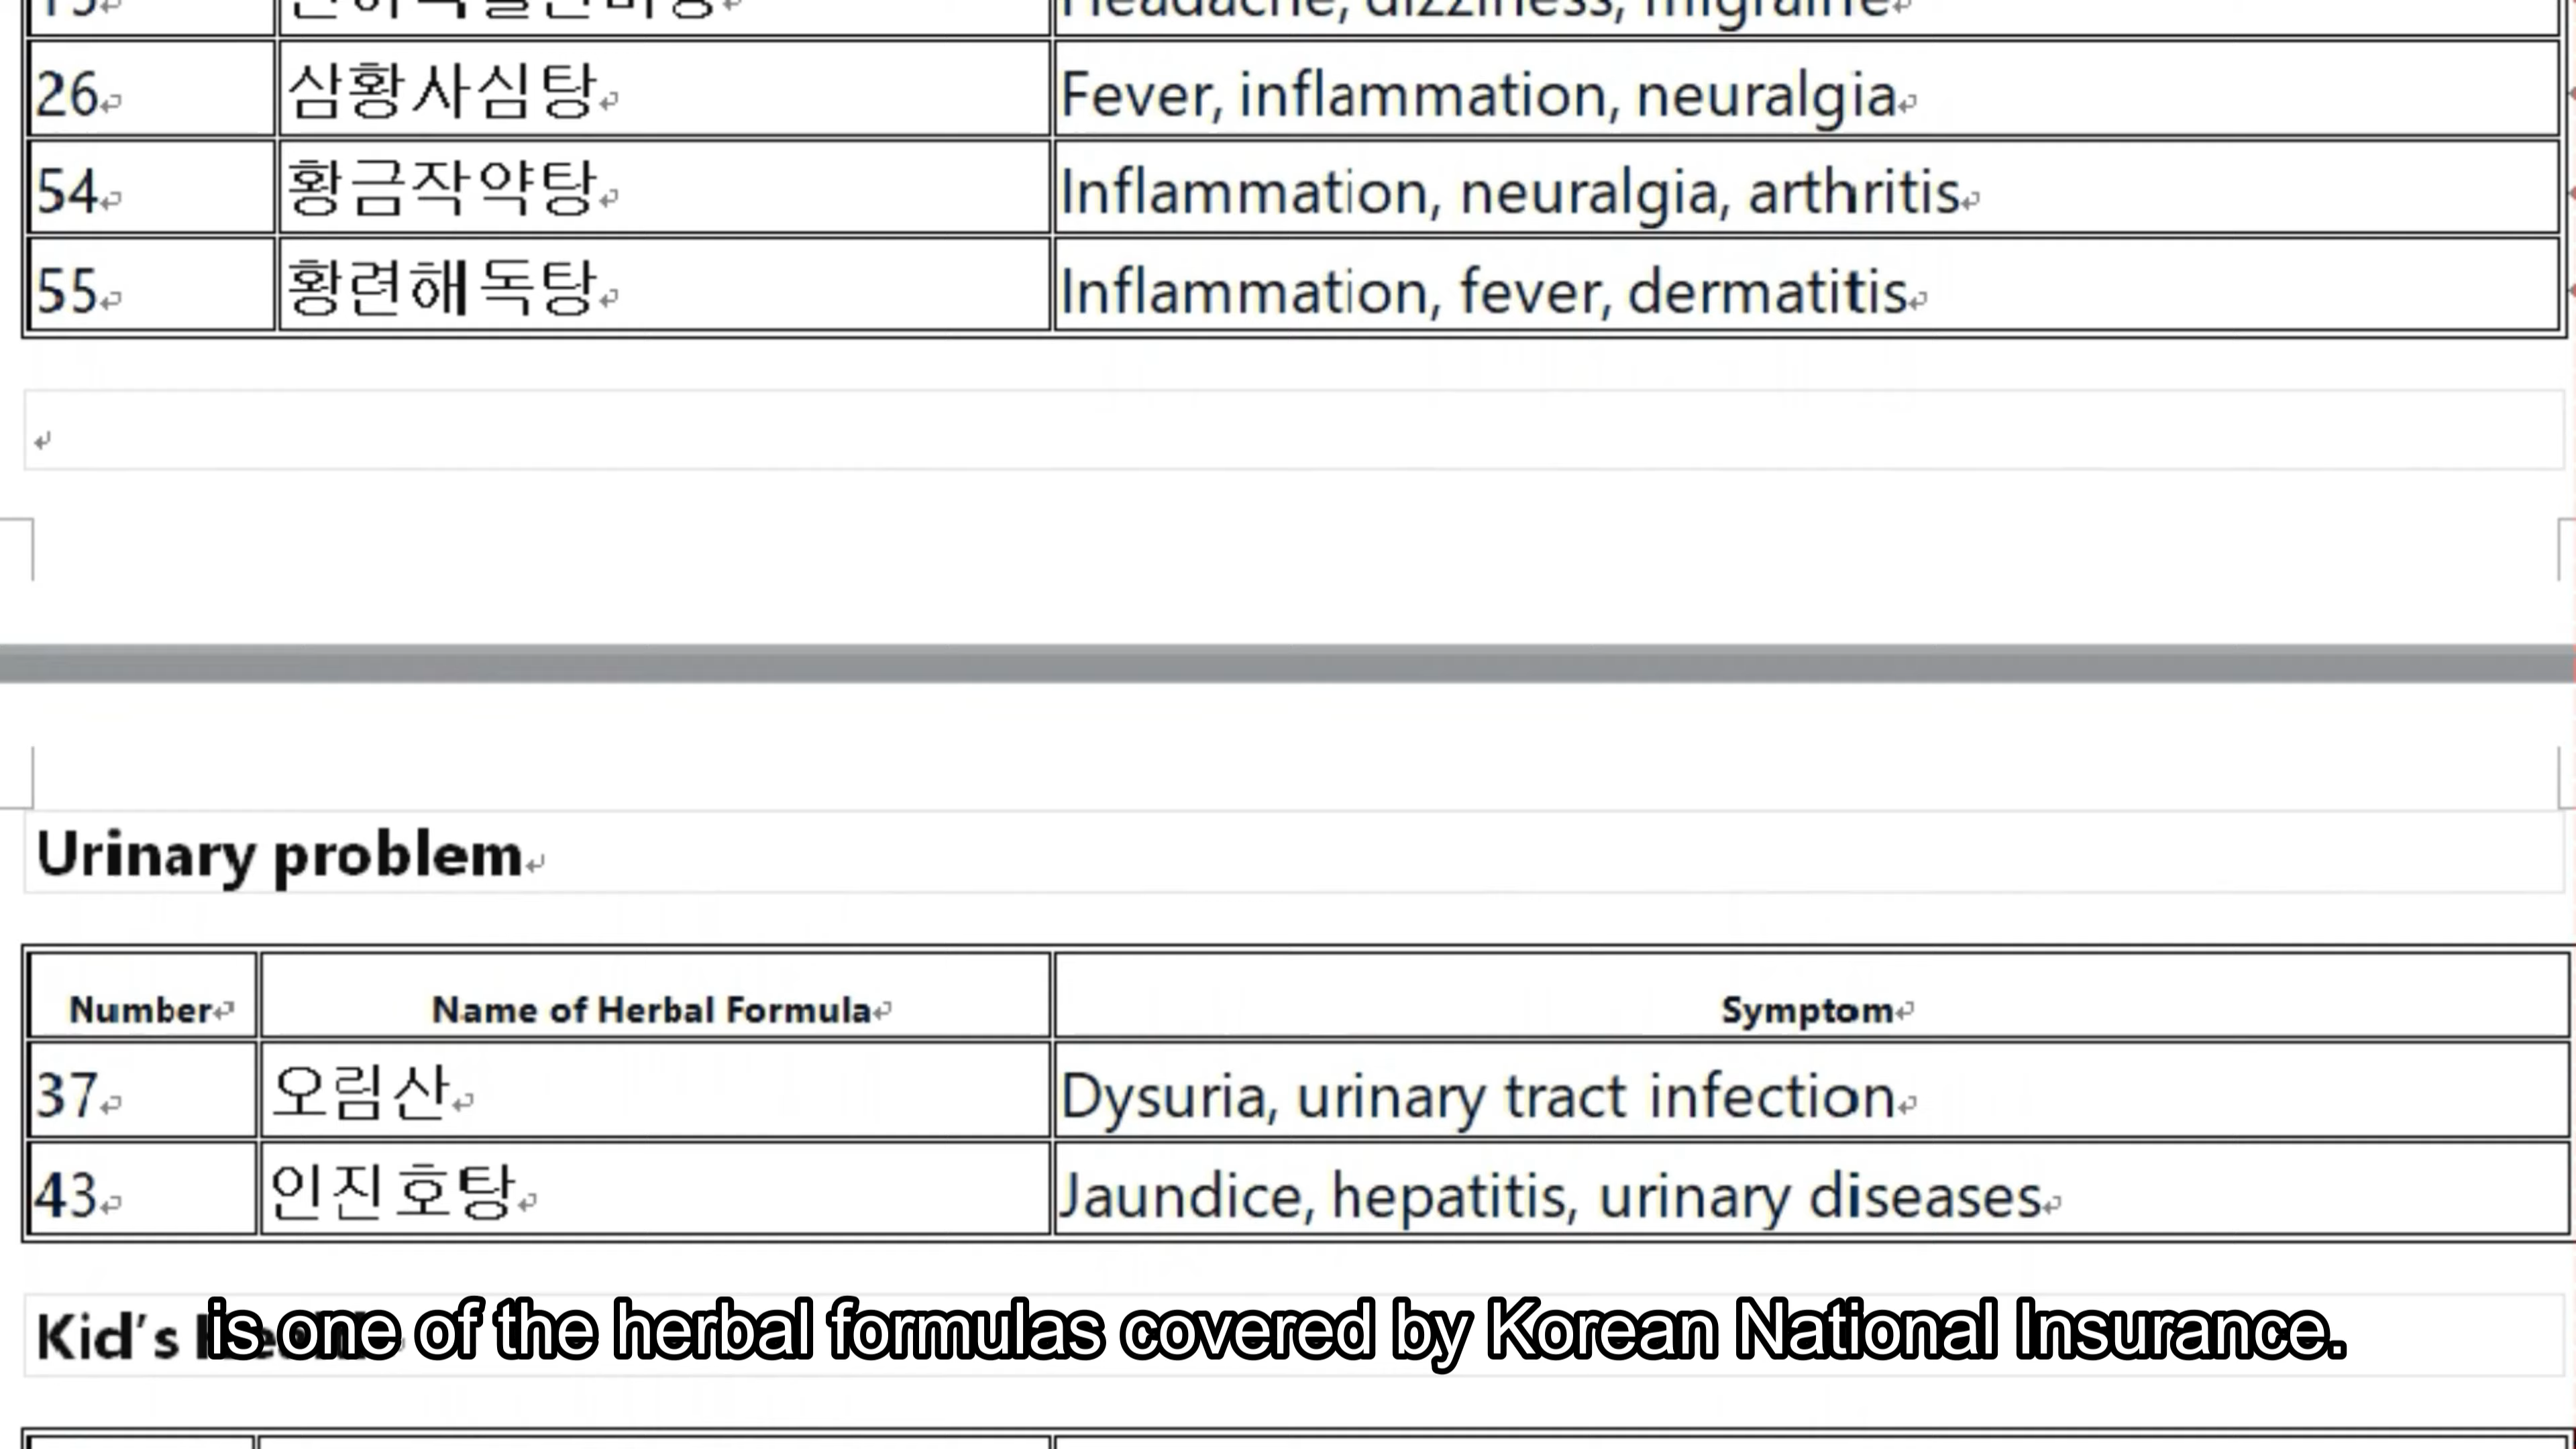 Headache, dizziness, migraine
26 삼황사심탕 Fever, inflammation, neuralgia
54 황금작약탕 Inflammation, neuralgia, arthritis
55 황련해독탕 Inflammation, fever, dermatitis
Urinary problem
Number Name of Herbal Formula Symptom
37 오림산 Dysuria, urinary tract infection
43 인진호탕 Jaundice, hepatitis, urinary diseases
Kid's
is one of the herbal formulas covered by Korean National Insurance.